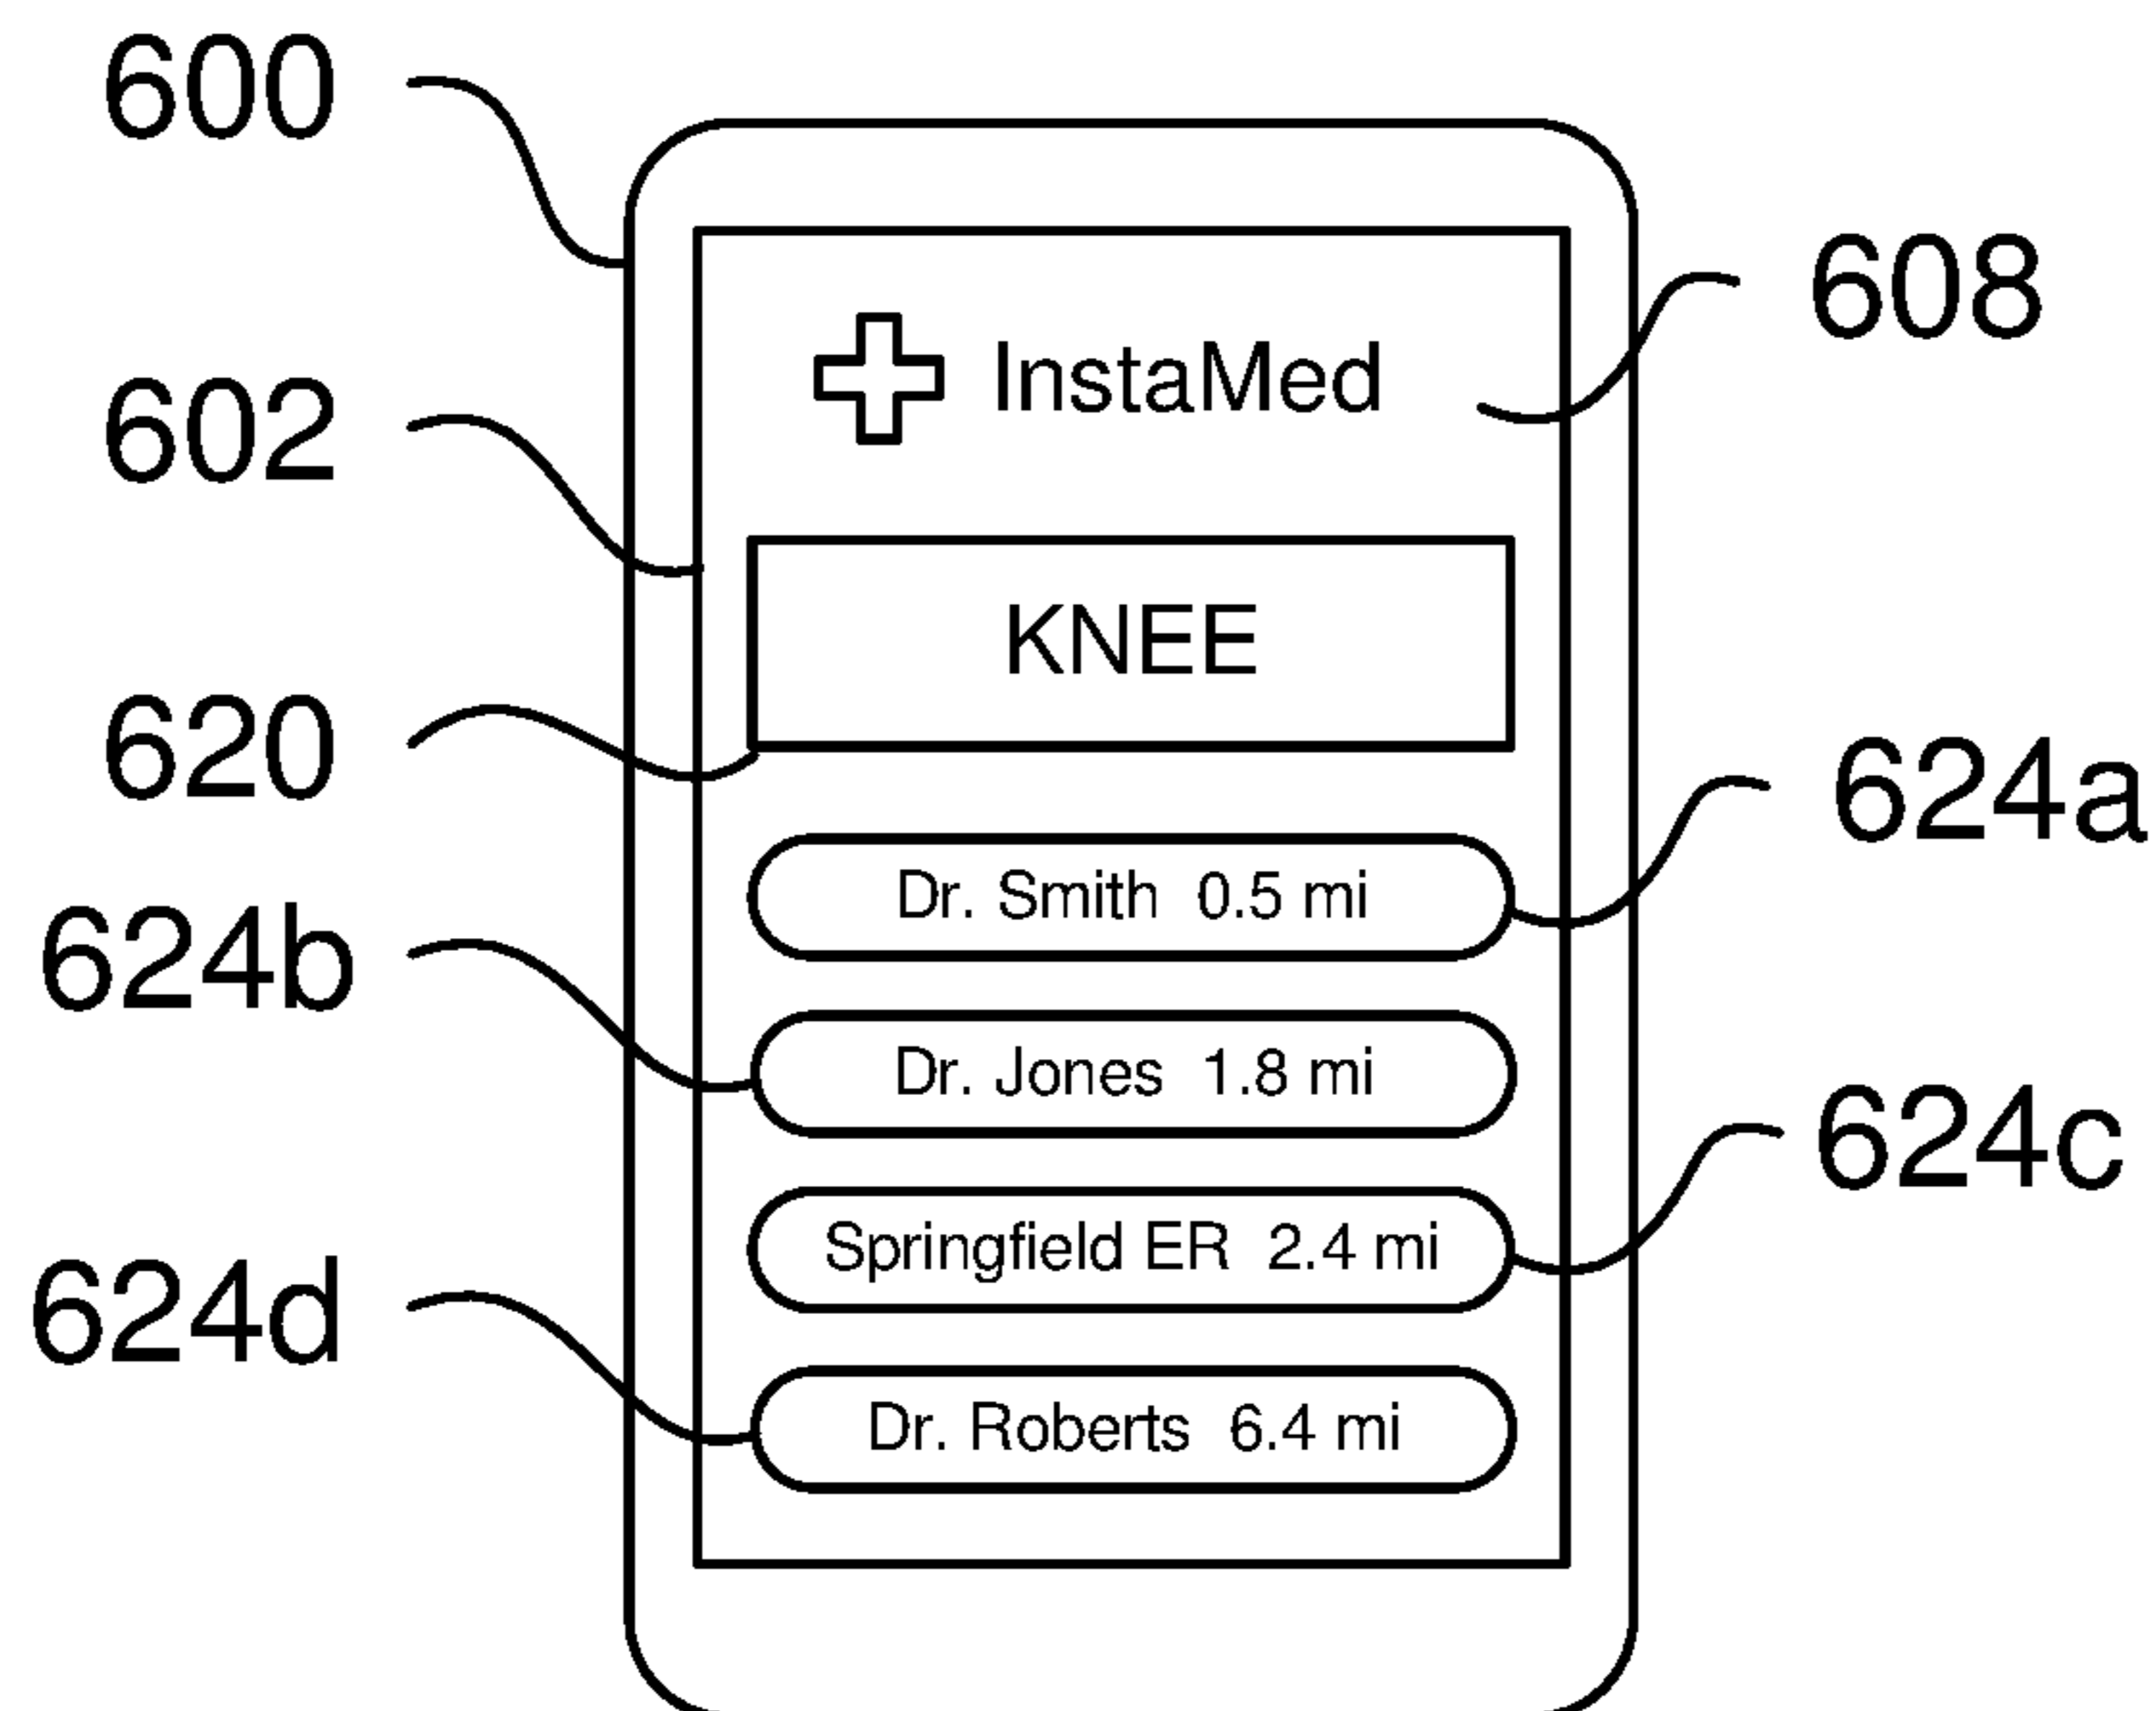 600
608
InstaMed
602
KNEE
620
624a
Dr. Smith 0.5 mi
624b
Dr. Jones 1.8 mi
624c
Springfield ER 2.4 mi
624d
Dr. Roberts 6.4 mi